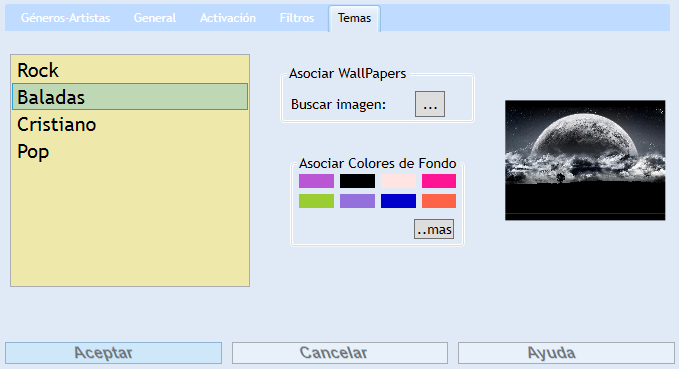 Géneros-Artistas General Activación Filtros Temas
Rock
Baladas
Cristiano
Pop
Asociar WallPapers
Buscar imagen: ...
Asociar Colores de Fondo
..mas
Aceptar Cancelar Ayuda